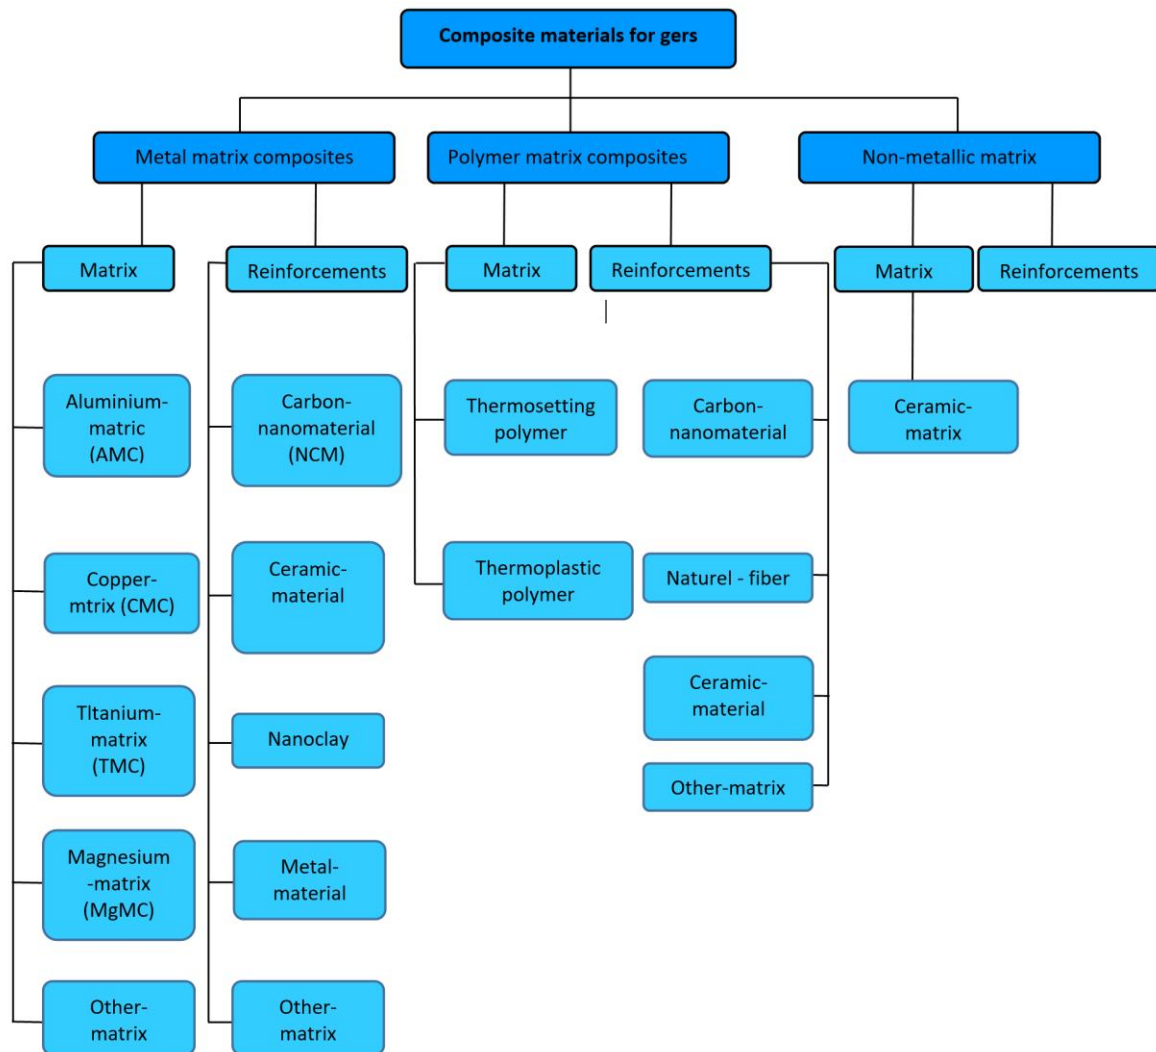 Composite materials for gers
Metal matrix composites
Polymer matrix composites
Non-metallic matrix
Matrix
Reinforcements
Matrix
Reinforcements
Matrix
Reinforcements
Aluminium-
matric
(AMC)
Carbon-
nanomaterial
(NCM)
Thermosetting
polymer
Carbon-
nanomaterial
Ceramic-
matrix
Copper-
mtrix (CMC)
Ceramic-
material
Thermoplastic
polymer
Naturel - fiber
Tltanium-
matrix
(TMC)
Nanoclay
Ceramic-
material
Other-matrix
Magnesium
-matrix
(MgMC)
Metal-
material
Other-
matrix
Other-
matrix